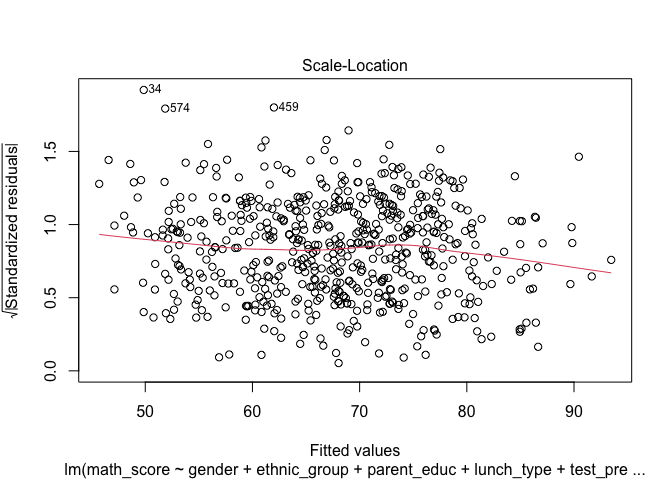 Scale-Location
√|Standardized residuals|
0.0 0.5 1.0 1.5
34
574
459
50 60 70 80 90
Fitted values
lm(math_score ~ gender + ethnic_group + parent_educ + lunch_type + test_pre ...